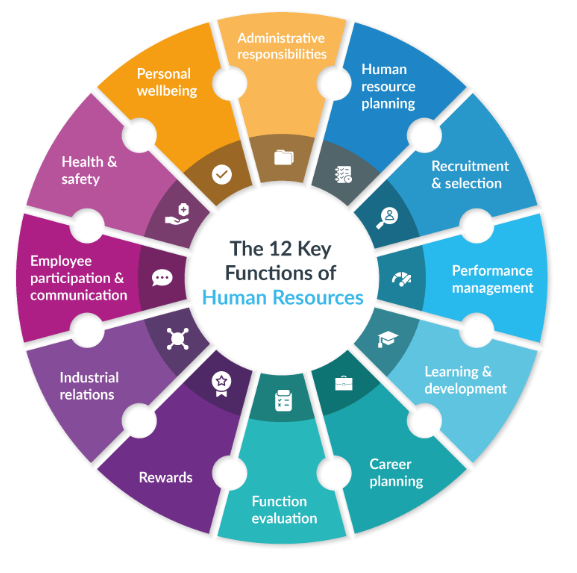 The 12 Key
Functions of
Human Resources
Administrative
responsibilities
Human
resource
planning
Recruitment
& selection
Performance
management
Learning &
development
Career
planning
Function
evaluation
Rewards
Industrial
relations
Employee
participation &
communication
Health &
safety
Personal
wellbeing